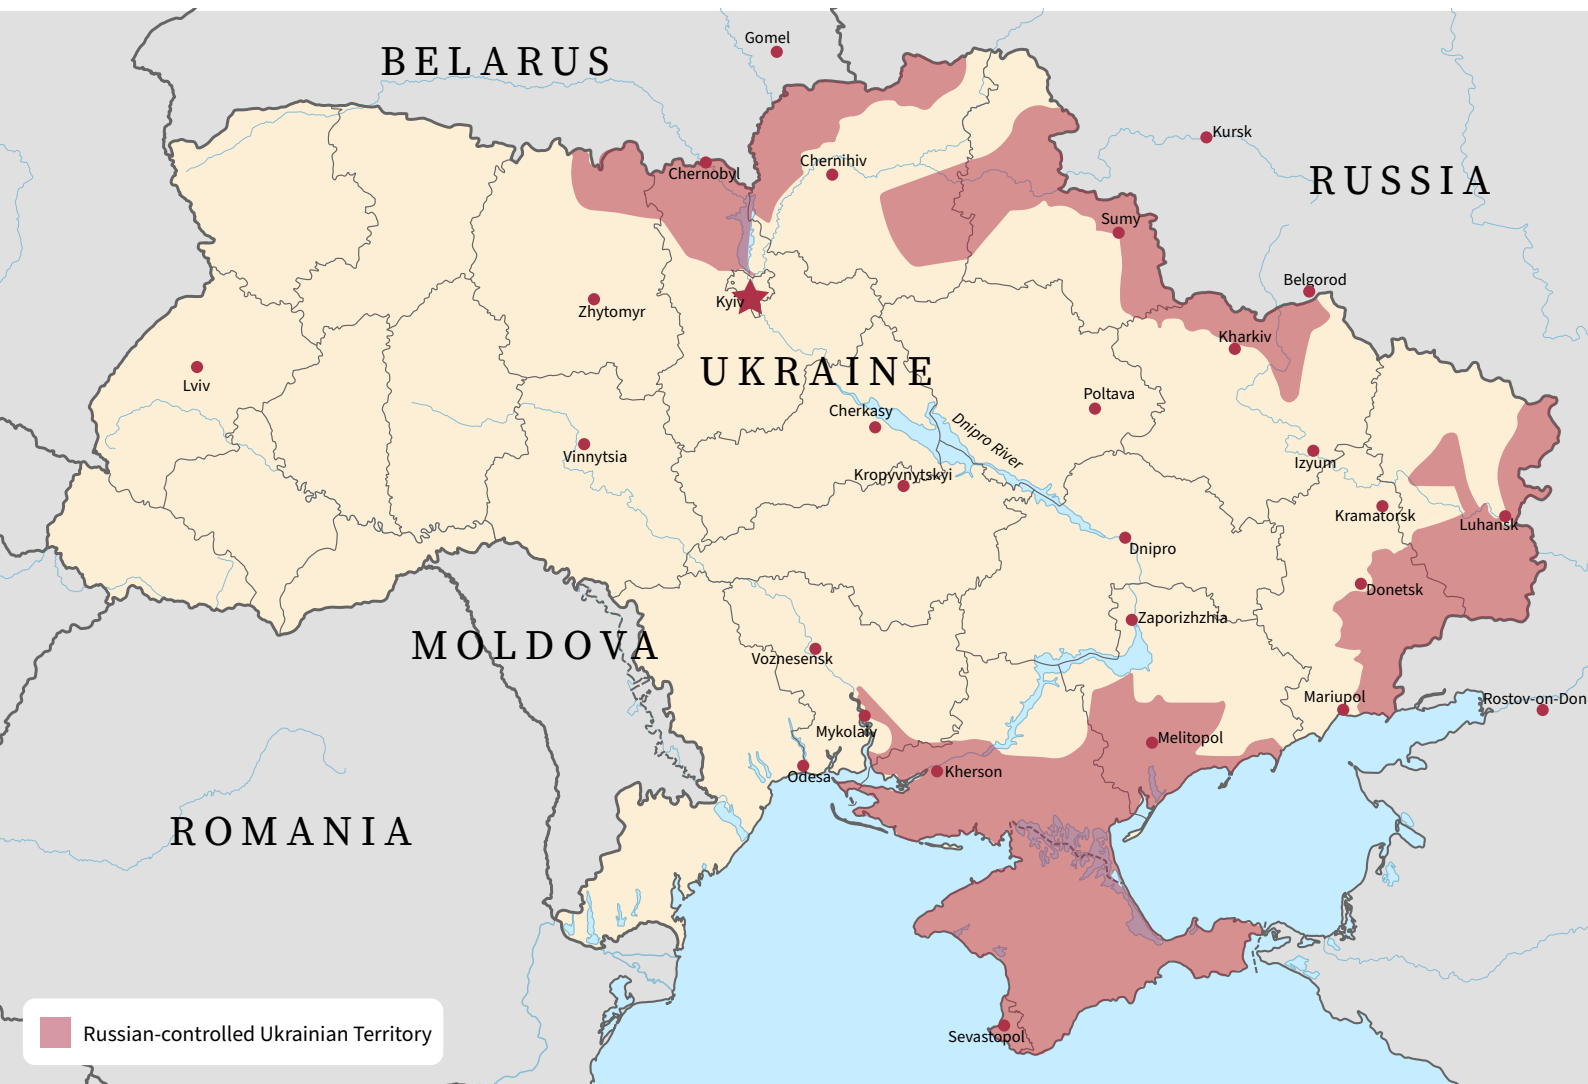 Gomel
BELARUS
Kursk
Chernihiv
Chernobyl
RUSSIA
Sumy
Belgorod
Kyiv
Zhytomyr
Kharkiv
UKRAINE
Lviv
Poltava
Cherkasy
Dnipro River
Vinnytsia
Izyum
Kropyvnytskyi
Kramatorsk
Luhansk
Dnipro
Donetsk
Zaporizhzhia
MOLDOVA
Voznesensk
Mariupol
Rostov-on-Don
Mykolaiv
Melitopol
Odesa
Kherson
ROMANIA
Russian-controlled Ukrainian Territory
Sevastopol